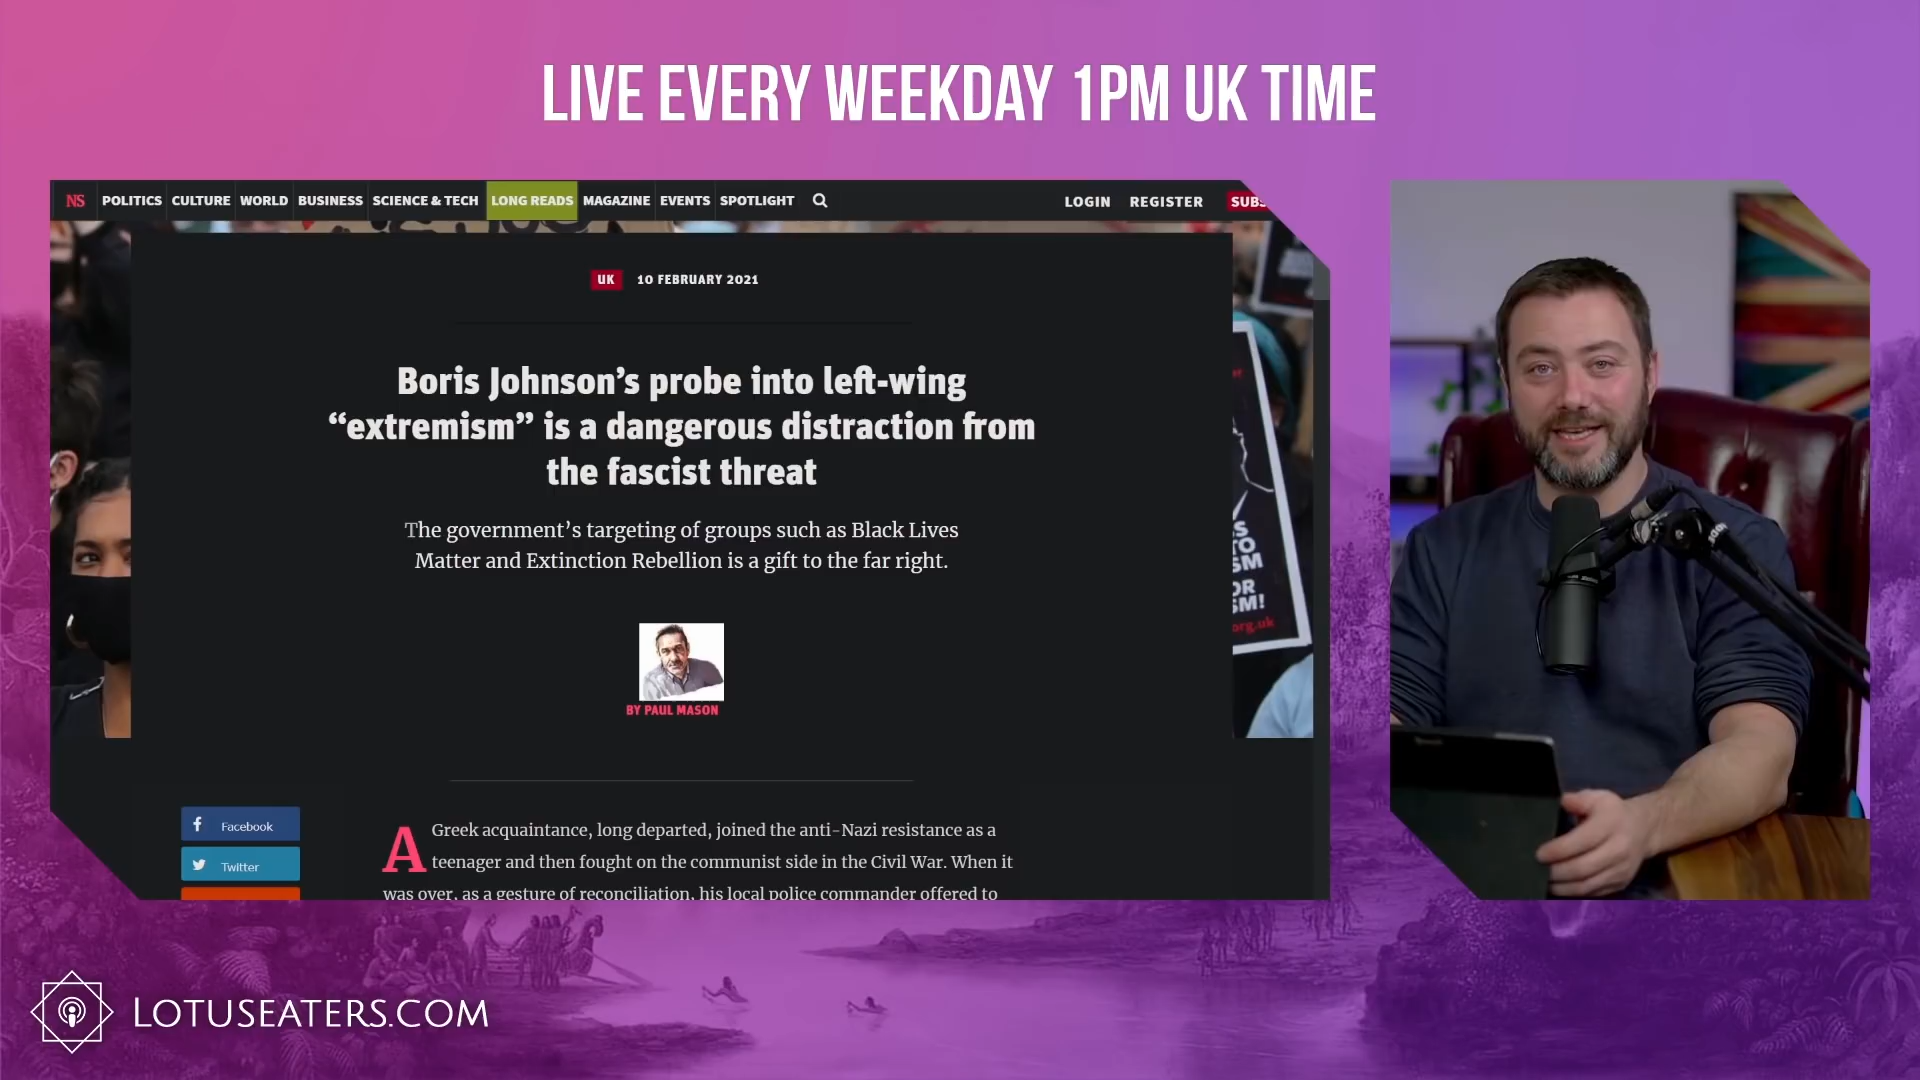 LIVE EVERY WEEKDAY 1PM UK TIME
NS POLITICS CULTURE WORLD BUSINESS SCIENCE & TECH LONG READS MAGAZINE EVENTS SPOTLIGHT LOGIN REGISTER SUBS
UK 10 FEBRUARY 2021
Boris Johnson’s probe into left-wing
“extremism” is a dangerous distraction from
the fascist threat
The government’s targeting of groups such as Black Lives
Matter and Extinction Rebellion is a gift to the far right.
BY PAUL MASON
Facebook
Twitter
A Greek acquaintance, long departed, joined the anti-Nazi resistance as a
teenager and then fought on the communist side in the Civil War. When it
was over, as a gesture of reconciliation, his local police commander offered to
SM!
org.uk
LOTUSEATERS.COM